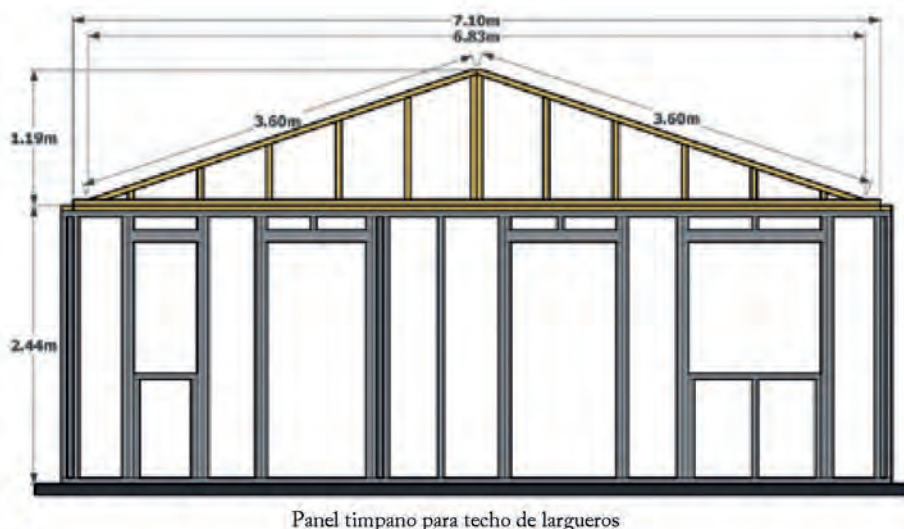 7.10m
6.83m
3.60m
3.60m
1.19m
2.44m
Panel timpano para techo de largueros